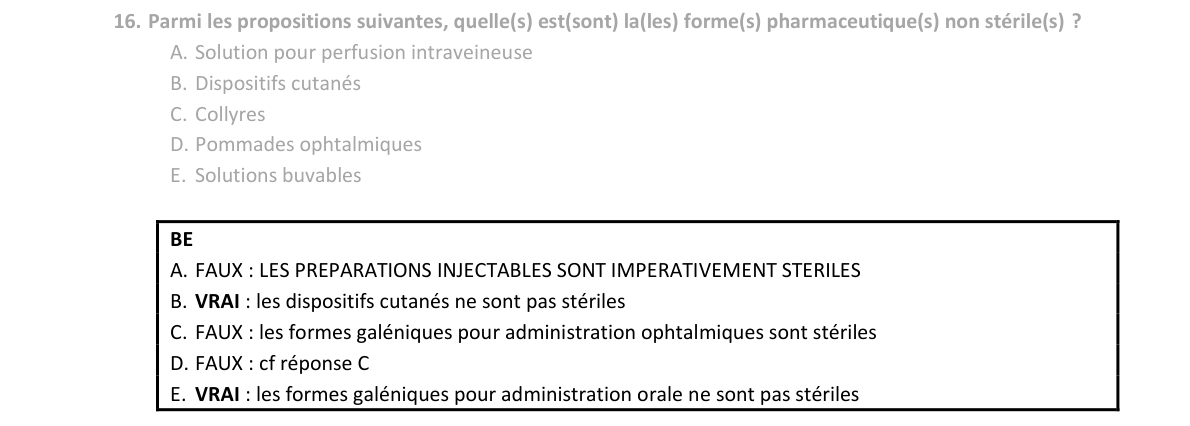 16. Parmi les propositions suivantes, quelle(s) est(sont) la(les) forme(s) pharmaceutique(s) non stérile(s) ?
A. Solution pour perfusion intraveineuse
B. Dispositifs cutanés
C. Collyres
D. Pommades ophtalmiques
E. Solutions buvables
BE
A. FAUX : LES PREPARATIONS INJECTABLES SONT IMPERATIVEMENT STERILES
B. VRAI : les dispositifs cutanés ne sont pas stériles
C. FAUX : les formes galéniques pour administration ophtalmiques sont stériles
D. FAUX : cf réponse C
E. VRAI : les formes galéniques pour administration orale ne sont pas stériles